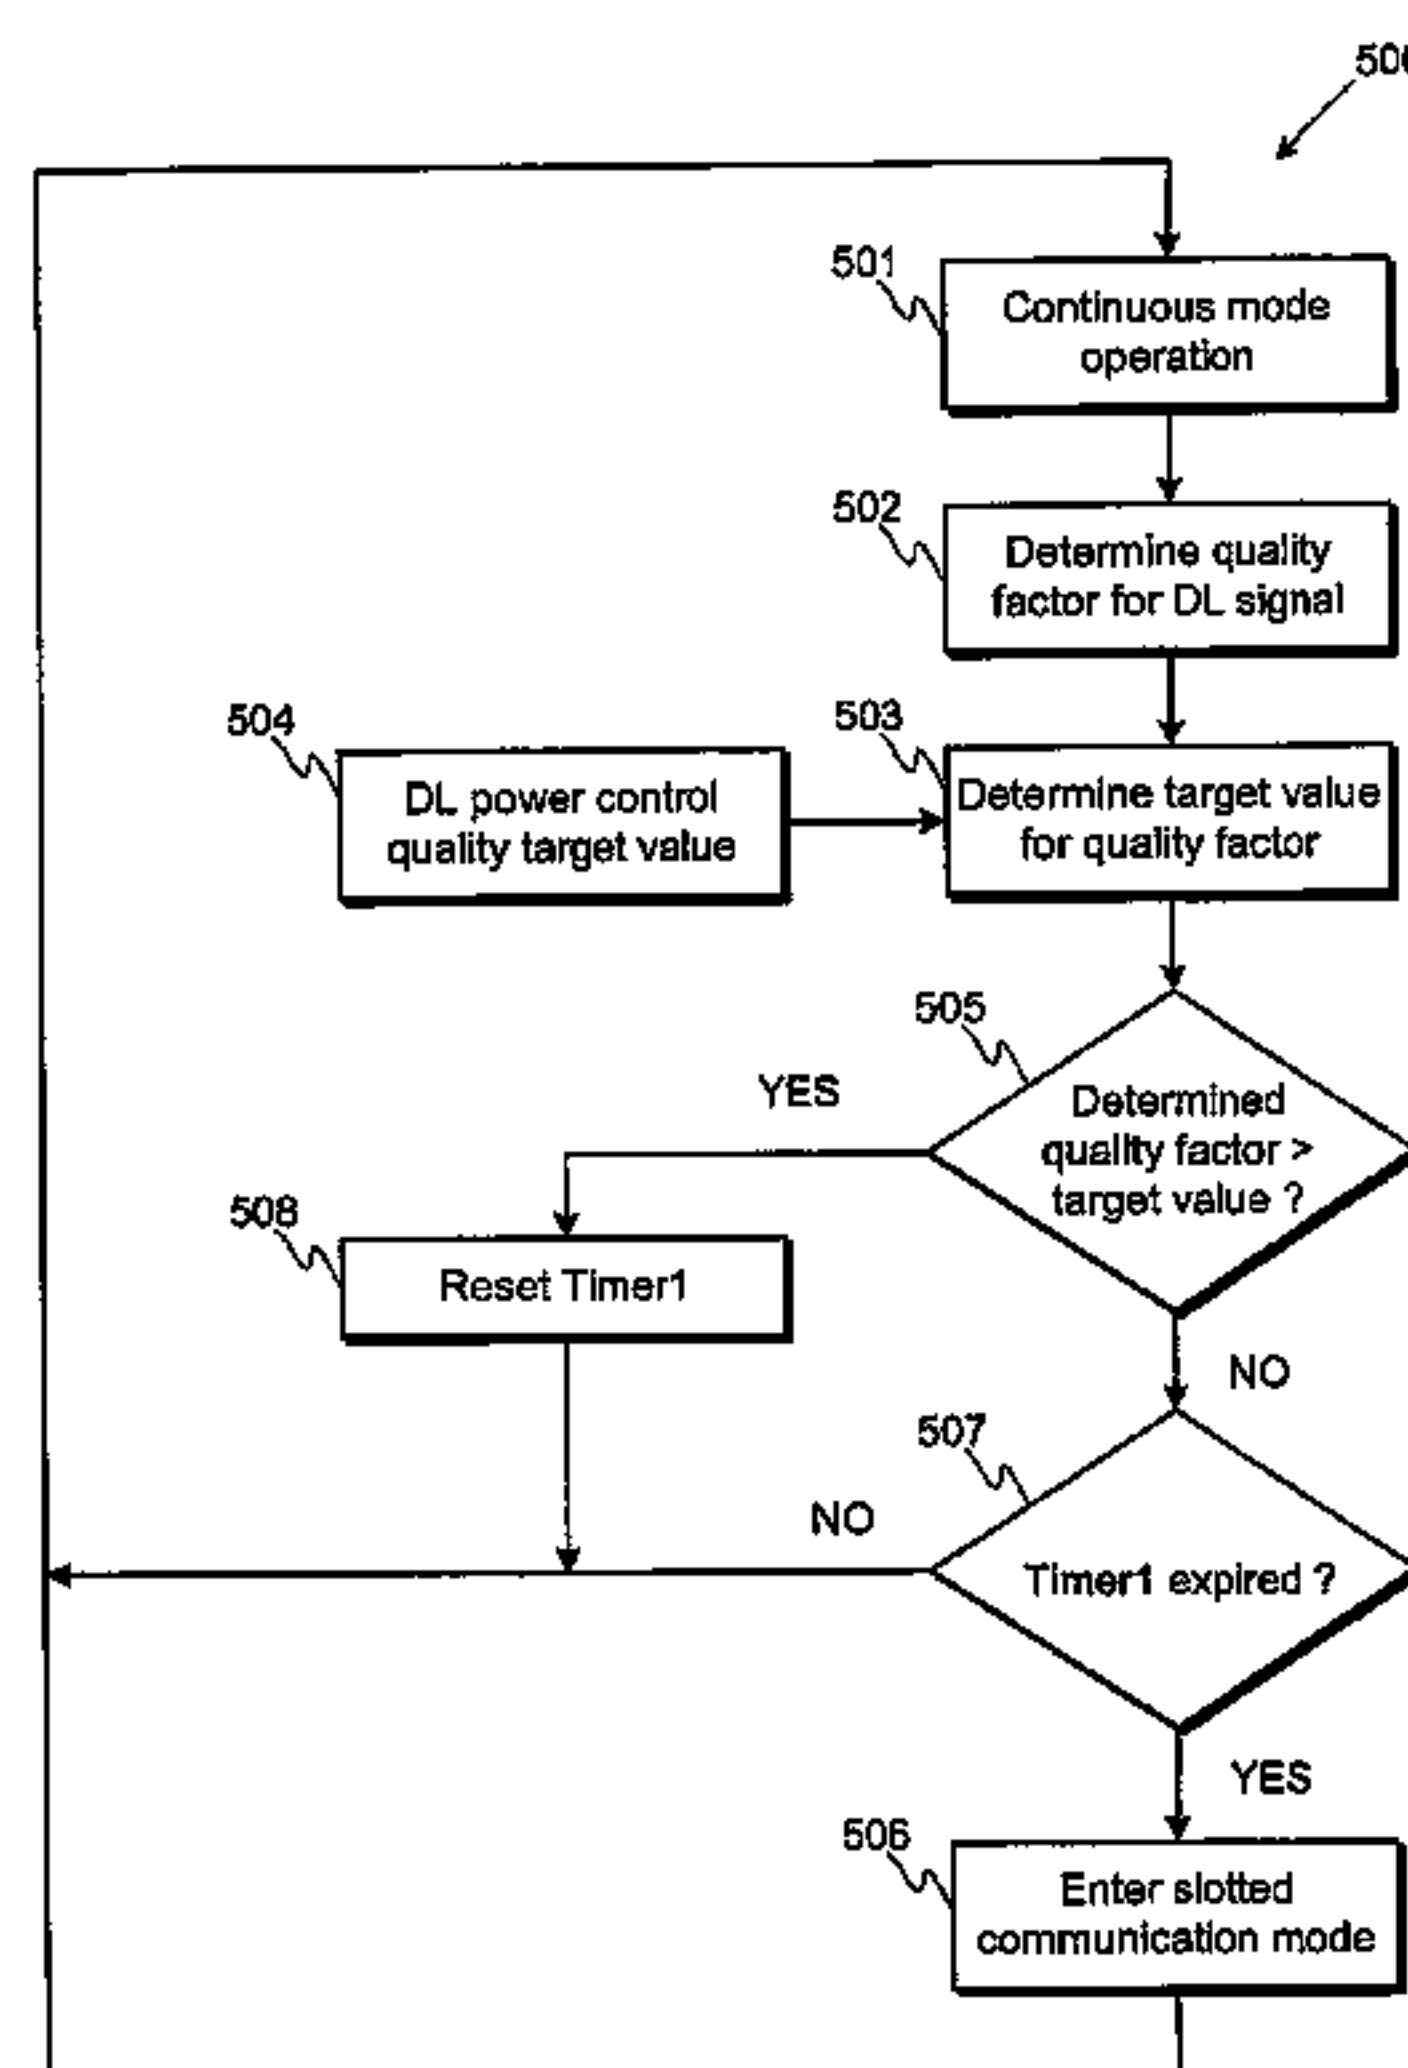 501
Continuous mode
operation
502
Determine quality
factor for DL signal
504
DL power control
quality target value
503
Determine target value
for quality factor
505
Determined
quality factor >
target value ?
YES
508
Reset Timer1
NO
507
Timer1 expired ?
NO
YES
506
Enter slotted
communication mode